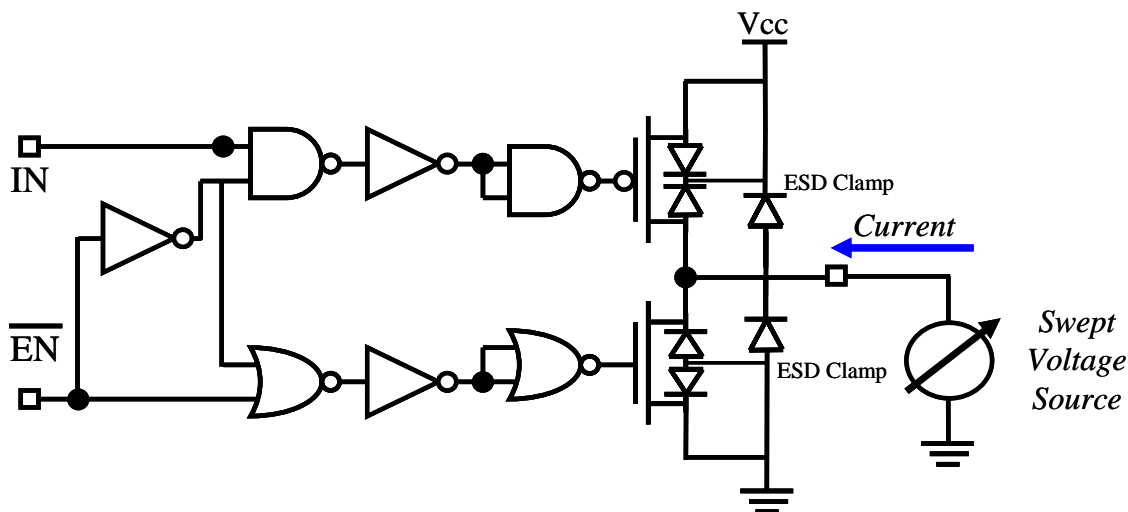 Vcc
IN
ESD Clamp
Current
EN
ESD Clamp
Swept
Voltage
Source